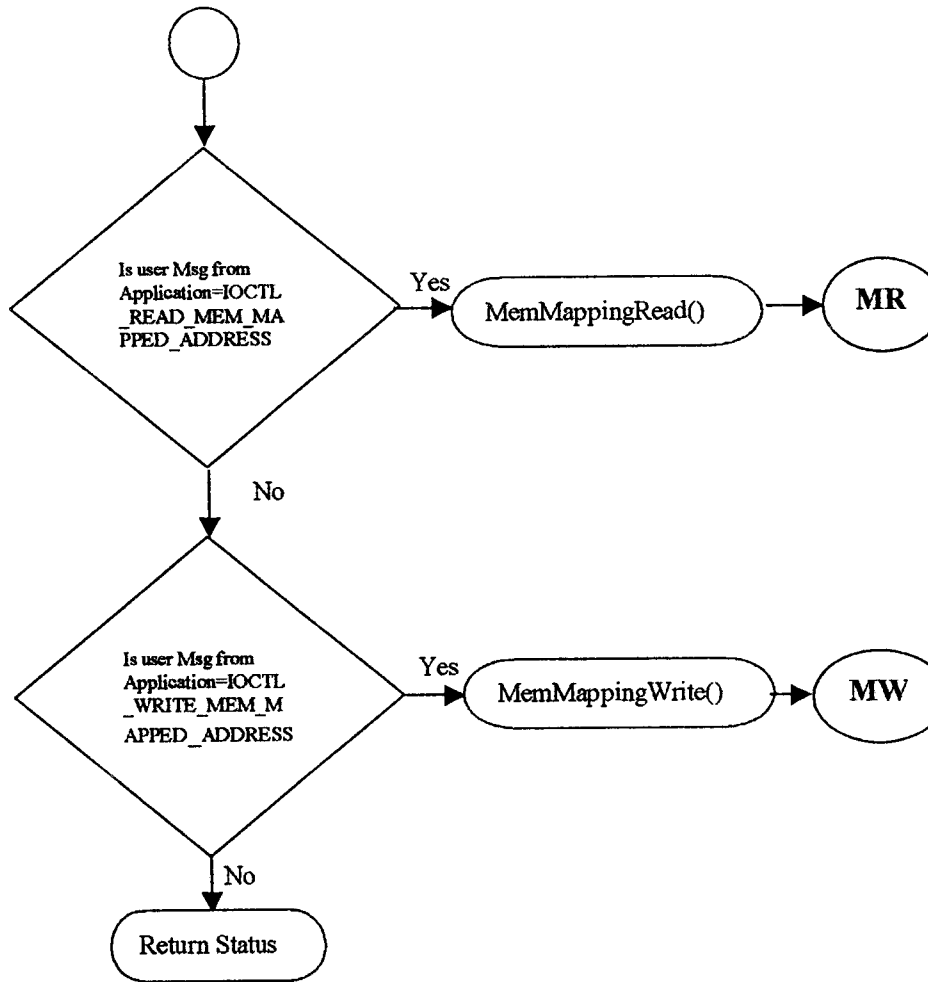 Is user Msg from
Application=IOCTL
_READ_MEM_MA
PPED_ADDRESS
Yes
MemMappingRead()
MR
No
Is user Msg from
Application=IOCTL
_WRITE_MEM_M
APPED_ADDRESS
Yes
MemMappingWrite()
MW
No
Return Status